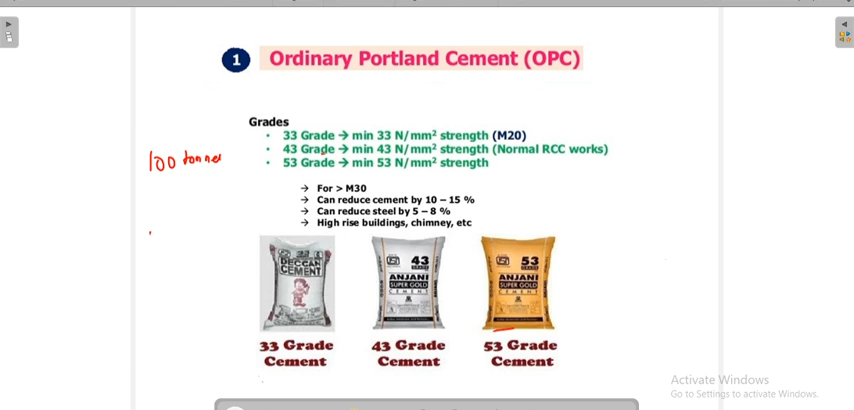 1 Ordinary Portland Cement (OPC)
Grades
• 33 Grade → min 33 N/mm² strength (M20)
• 43 Grade → min 43 N/mm² strength (Normal RCC works)
• 53 Grade → min 53 N/mm² strength
100 tonnes
→ For > M30
→ Can reduce cement by 10 – 15 %
→ Can reduce steel by 5 – 8 %
→ High rise buildings, chimney, etc
DECCAN
CEMENT
43
GRADE
ANJANI
SUPER GOLD
CEMENT
53
GRADE
ANJANI
SUPER GOLD
CEMENT
33 Grade
Cement
43 Grade
Cement
53 Grade
Cement
Activate Windows
Go to Settings to activate Windows.